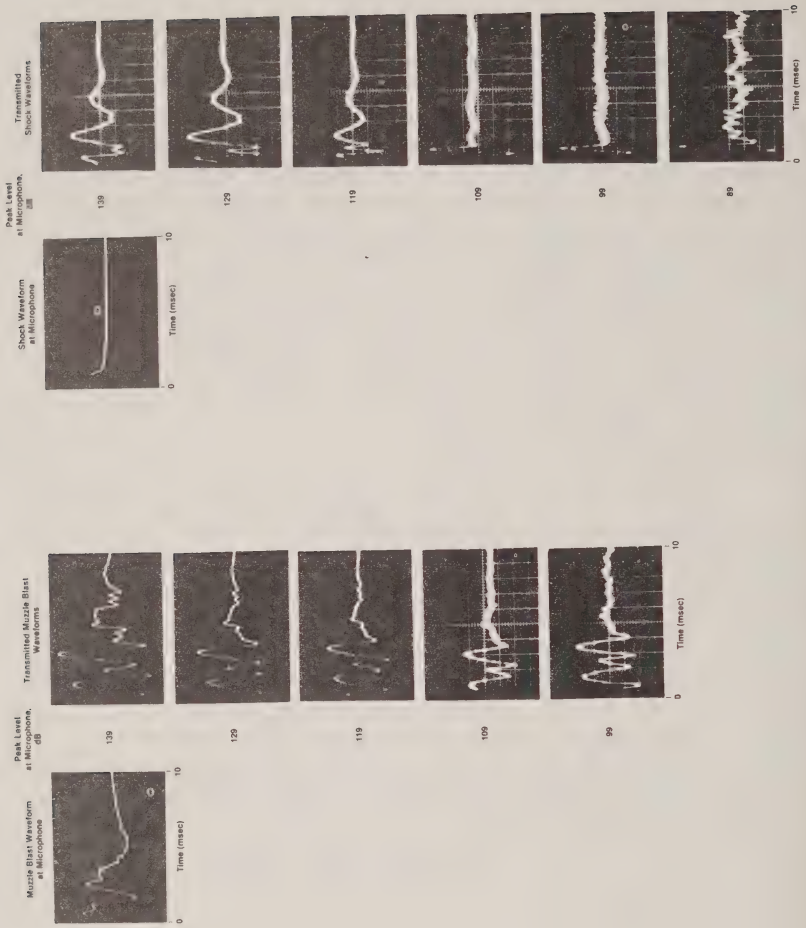 Muzzle Blast Waveform
at Microphone
0
10
Time (msec)
Peak Level
at Microphone,
dB
139
129
119
109
99
Transmitted Muzzle Blast
Waveforms
0
10
Time (msec)
Shock Waveform
at Microphone
0
10
Time (msec)
Peak Level
at Microphone,
139
129
119
109
99
89
Transmitted
Shock Waveforms
0
10
Time (msec)